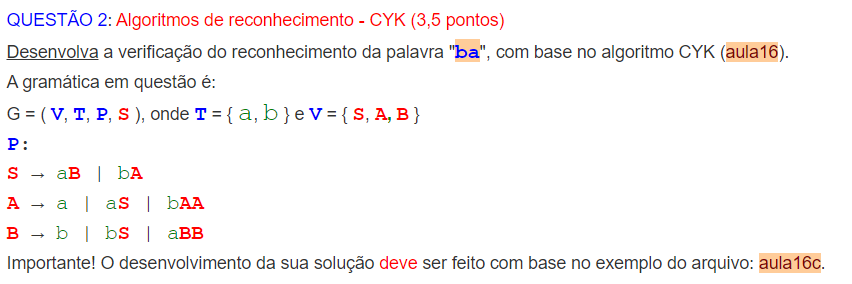 QUESTÃO 2: Algoritmos de reconhecimento - CYK (3,5 pontos)
Desenvolva a verificação do reconhecimento da palavra "ba", com base no algoritmo CYK (aula16).
A gramática em questão é:
G = ( V, T, P, S ), onde T = { a, b } e V = { S, A, B }
P:
S → aB | bA
A → a | aS | bAA
B → b | bS | aBB
Importante! O desenvolvimento da sua solução deve ser feito com base no exemplo do arquivo: aula16c.